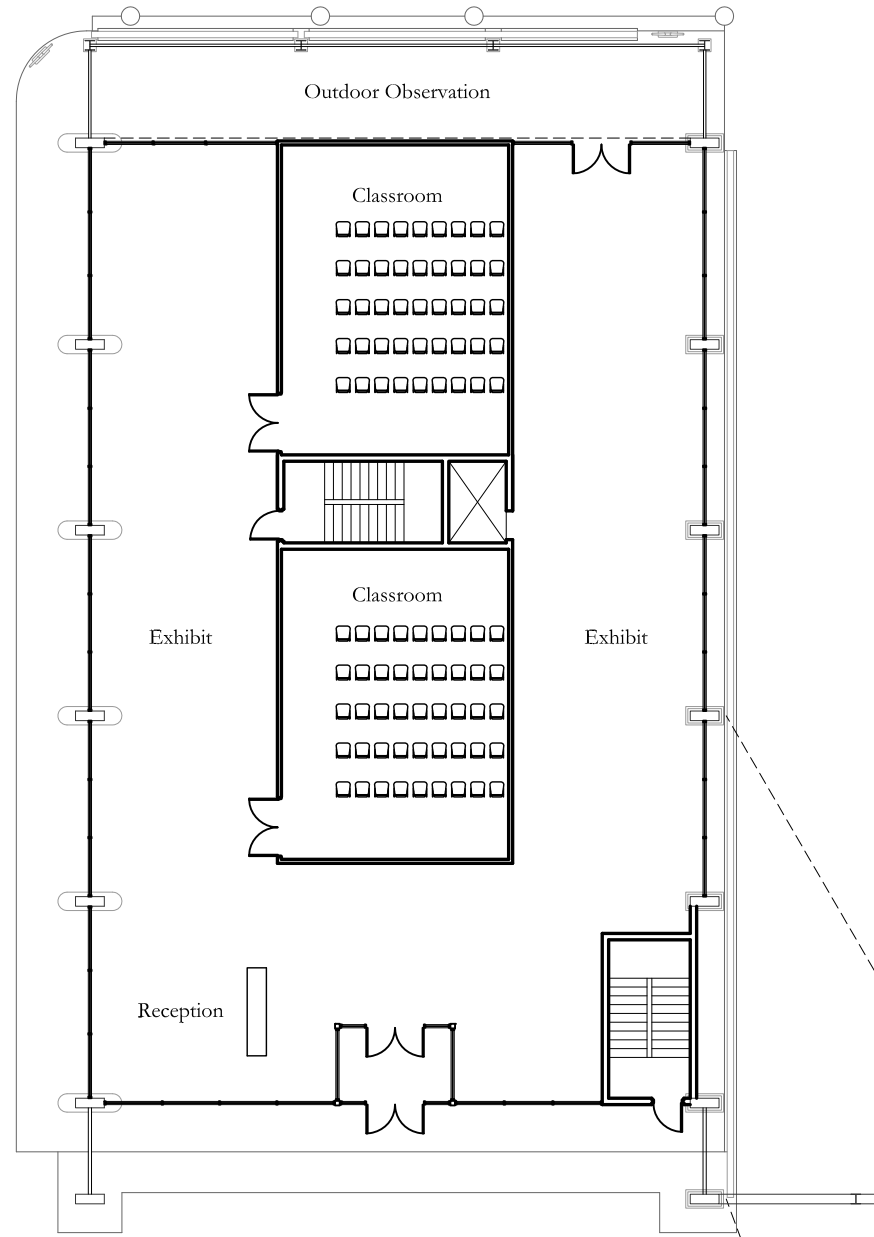 Outdoor Observation
Classroom
Classroom
Exhibit
Exhibit
Reception